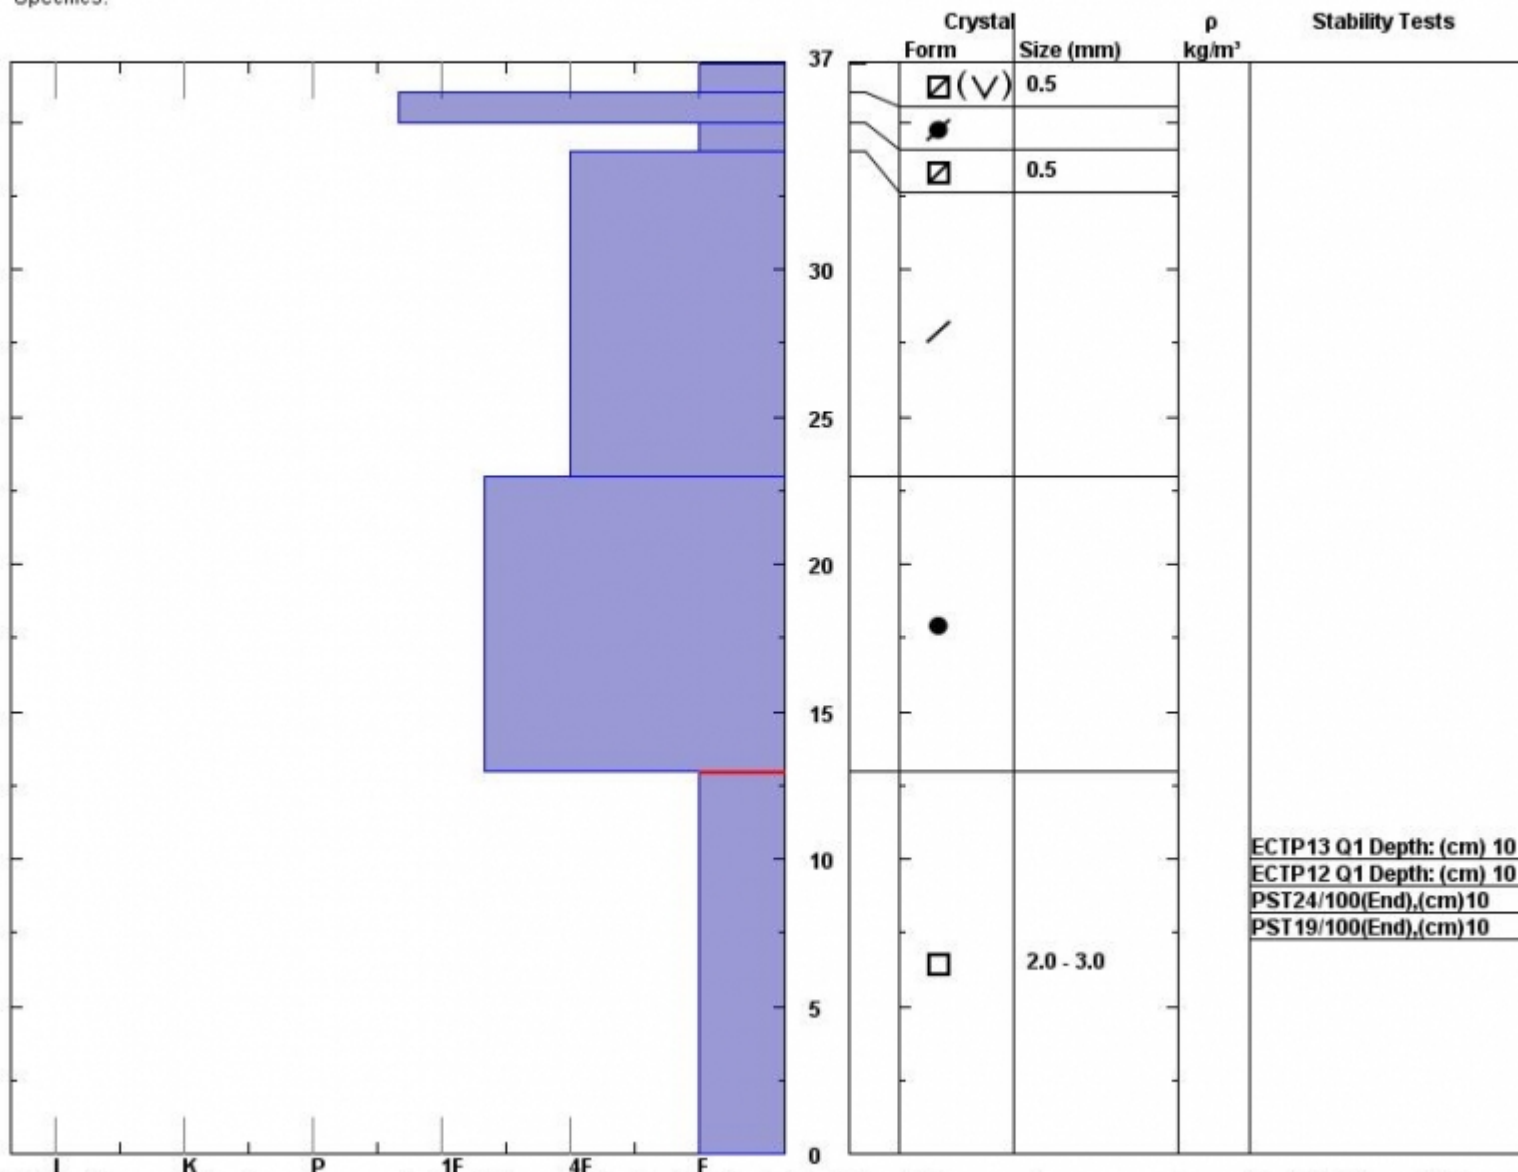 Specifics:
Crystal ρ Stability Tests
Form Size (mm) kg/m³
37
(V) 0.5
0.5
30
25
20
15
10
ECTP13 Q1 Depth: (cm) 10
ECTP12 Q1 Depth: (cm) 10
PST24/100(End),(cm)10
PST19/100(End),(cm)10
2.0 - 3.0
5
0
I K P 1F 4F F